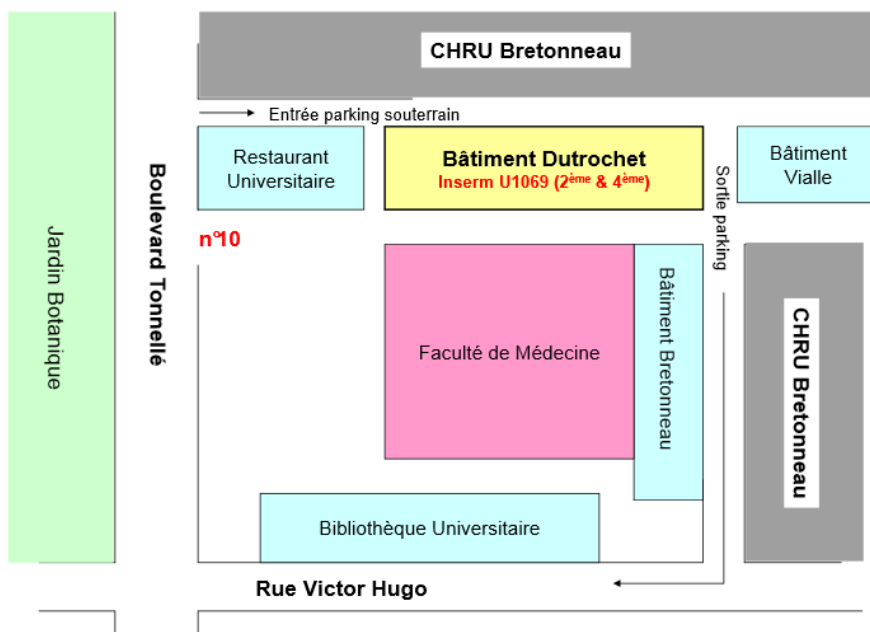 CHRU Bretonneau
Entrée parking souterrain
Restaurant
Universitaire
Bâtiment Dutrochet
Inserm U1069 (2ème & 4ème)
Bâtiment
Vialle
Sortie parking
n°10
Boulevard Tonnellé
Jardin Botanique
Faculté de Médecine
Bâtiment Bretonneau
CHRU Bretonneau
Bibliothèque Universitaire
Rue Victor Hugo